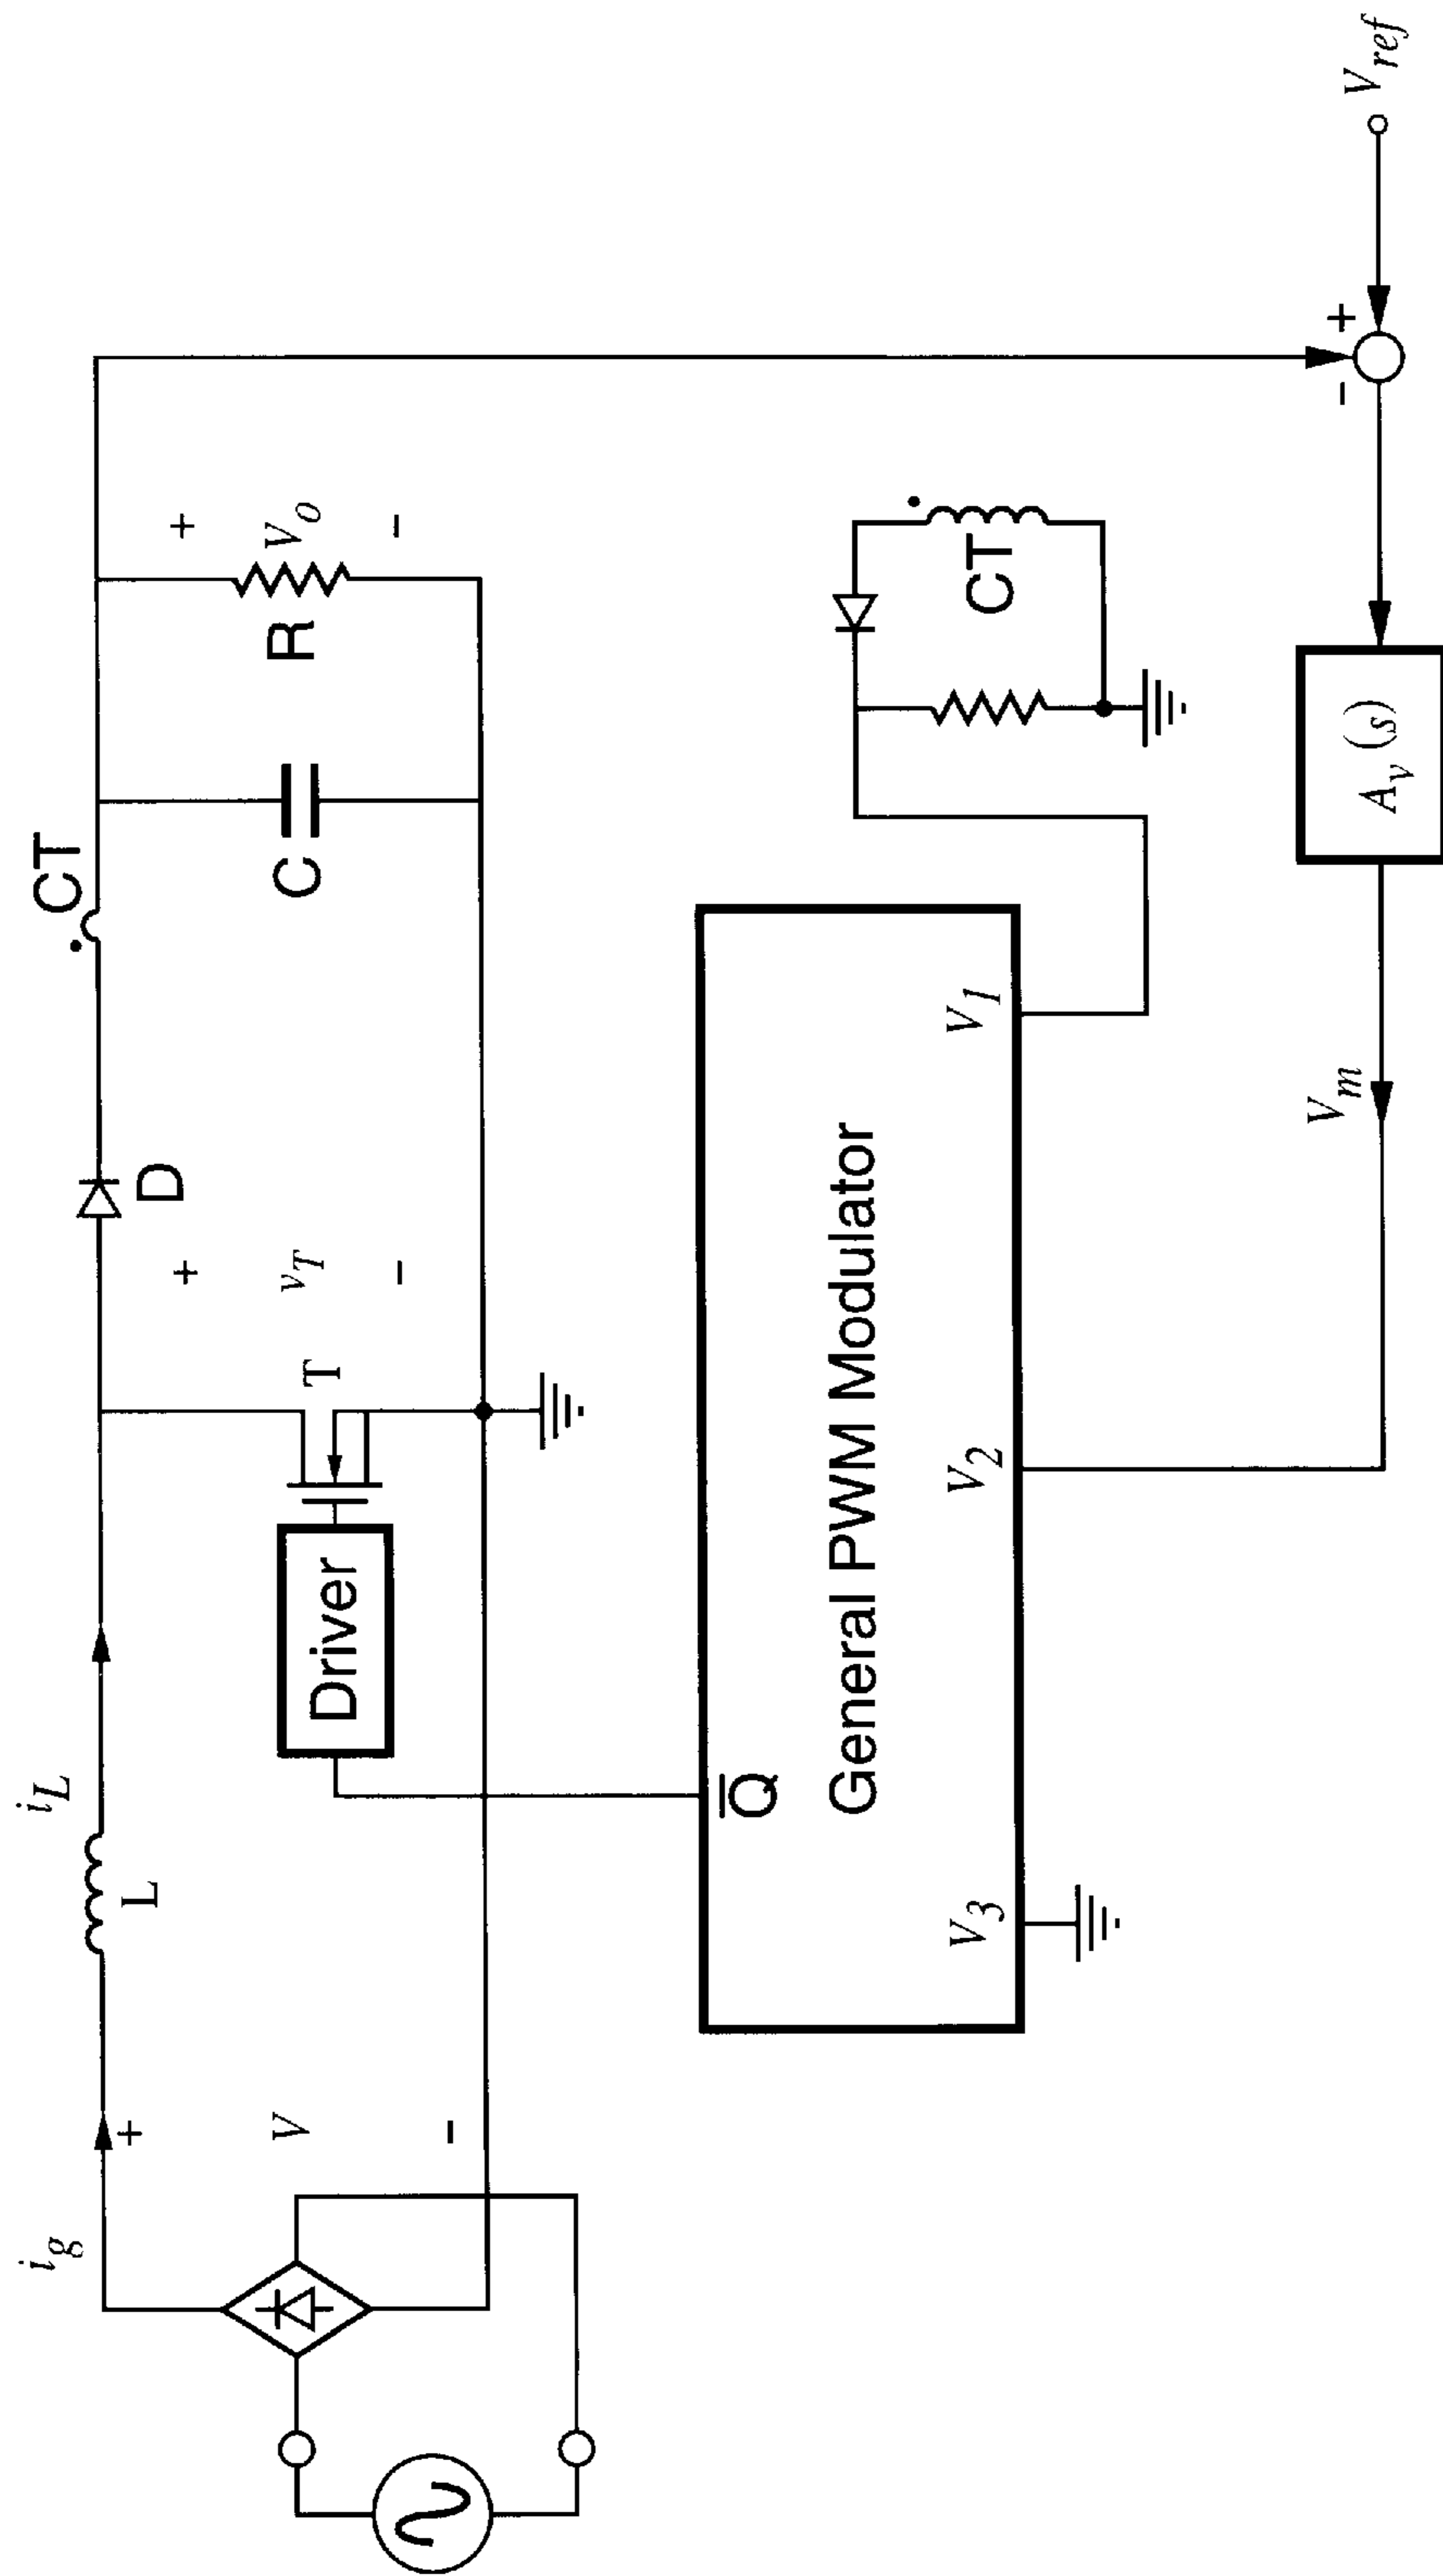 i_g
i_L
CT
+
V
-
L
Driver
T
+
v_T
-
D
C
R
+
V_o
-
Q̅
General PWM Modulator
V_3
V_2
V_1
CT
V_m
A_v (s)
-
+
V_ref